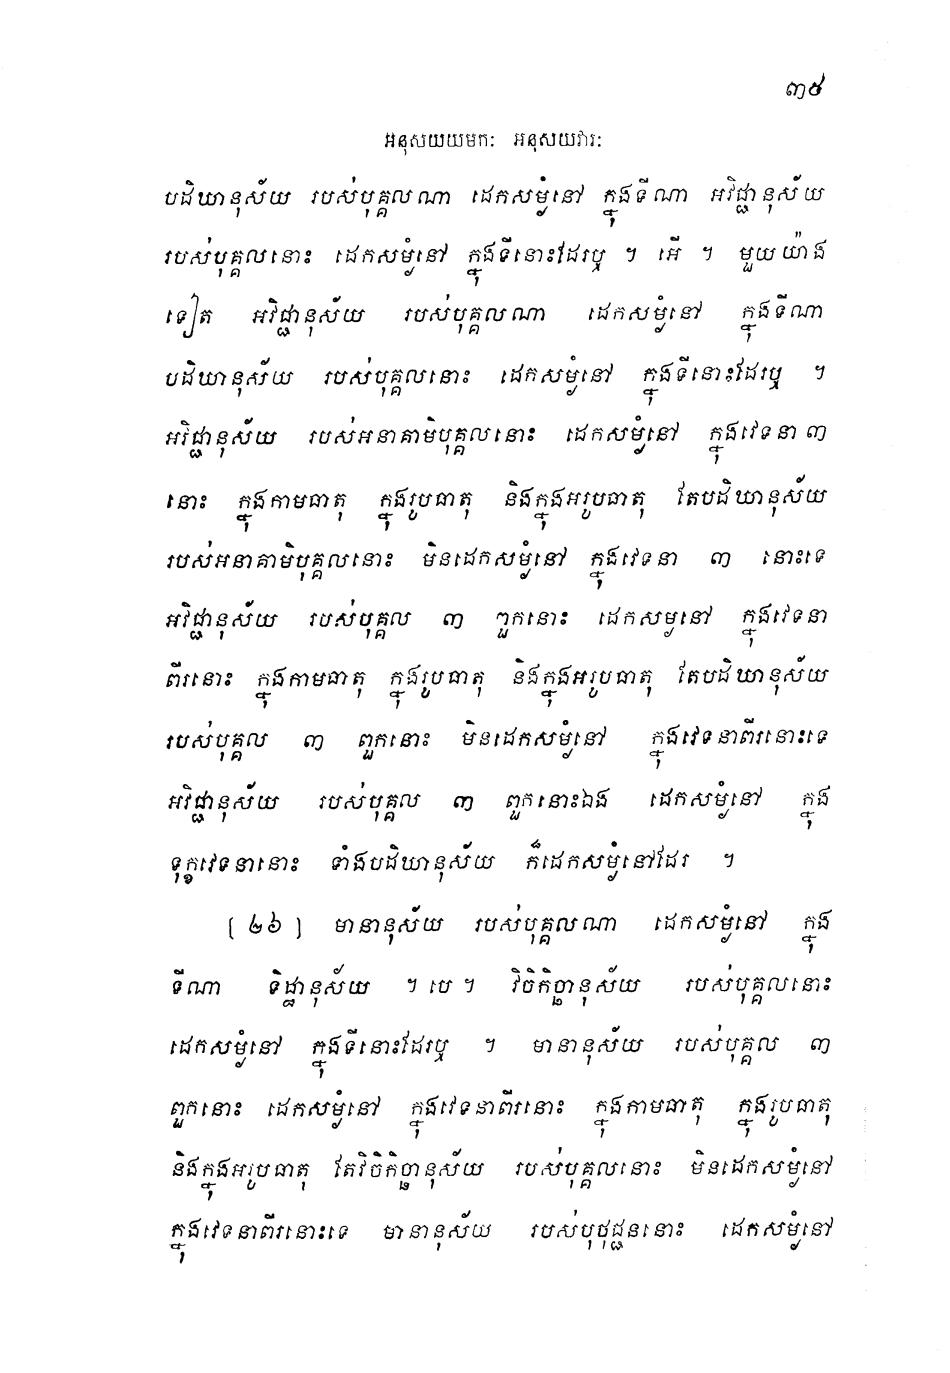 ៣៩
អនុសយយមកៈ អនុសយវារៈ
បដិឃានុស័យ របស់បុគ្គលណា ដេកសម្ងំនៅ ក្នុងទីណា អវិជ្ជានុស័យ
របស់បុគ្គលនោះ ដេកសម្ងំនៅ ក្នុងទីនោះដែរឬ ។ អើ ។ មួយយ៉ាង
ទៀត អវិជ្ជានុស័យ របស់បុគ្គលណា ដេកសម្ងំនៅ ក្នុងទីណា
បដិឃានុស័យ របស់បុគ្គលនោះ ដេកសម្ងំនៅ ក្នុងទីនោះដែរឬ ។
អវិជ្ជានុស័យ របស់អនាគាមិបុគ្គលនោះ ដេកសម្ងំនៅ ក្នុងវេទនា ៣
នោះ ក្នុងកាមធាតុ ក្នុងរូបធាតុ និងក្នុងអរូបធាតុ តែបដិឃានុស័យ
របស់អនាគាមិបុគ្គលនោះ មិនដេកសម្ងំនៅ ក្នុងវេទនា ៣ នោះទេ
អវិជ្ជានុស័យ របស់បុគ្គល ៣ ពួកនោះ ដេកសម្ងំនៅ ក្នុងវេទនា
ពីរនោះ ក្នុងកាមធាតុ ក្នុងរូបធាតុ និងក្នុងអរូបធាតុ តែបដិឃានុស័យ
របស់បុគ្គល ៣ ពួកនោះ មិនដេកសម្ងំនៅ ក្នុងវេទនាពីរនោះទេ
អវិជ្ជានុស័យ របស់បុគ្គល ៣ ពួកនោះឯង ដេកសម្ងំនៅ ក្នុង
ទុក្ខវេទនានោះ ទាំងបដិឃានុស័យ ក៏ដេកសម្ងំនៅដែរ ។
[ ២៦ ] មានានុស័យ របស់បុគ្គលណា ដេកសម្ងំនៅ ក្នុង
ទីណា ទិដ្ឋានុស័យ ។ បេ ។ វិចិកិច្ឆានុស័យ របស់បុគ្គលនោះ
ដេកសម្ងំនៅ ក្នុងទីនោះដែរឬ ។ មានានុស័យ របស់បុគ្គល ៣
ពួកនោះ ដេកសម្ងំនៅ ក្នុងវេទនាពីរនោះ ក្នុងកាមធាតុ ក្នុងរូបធាតុ
និងក្នុងអរូបធាតុ តែវិចិកិច្ឆានុស័យ របស់បុគ្គលនោះ មិនដេកសម្ងំនៅ
ក្នុងវេទនាពីរនោះទេ មានានុស័យ របស់បុថុជ្ជននោះ ដេកសម្ងំនៅ